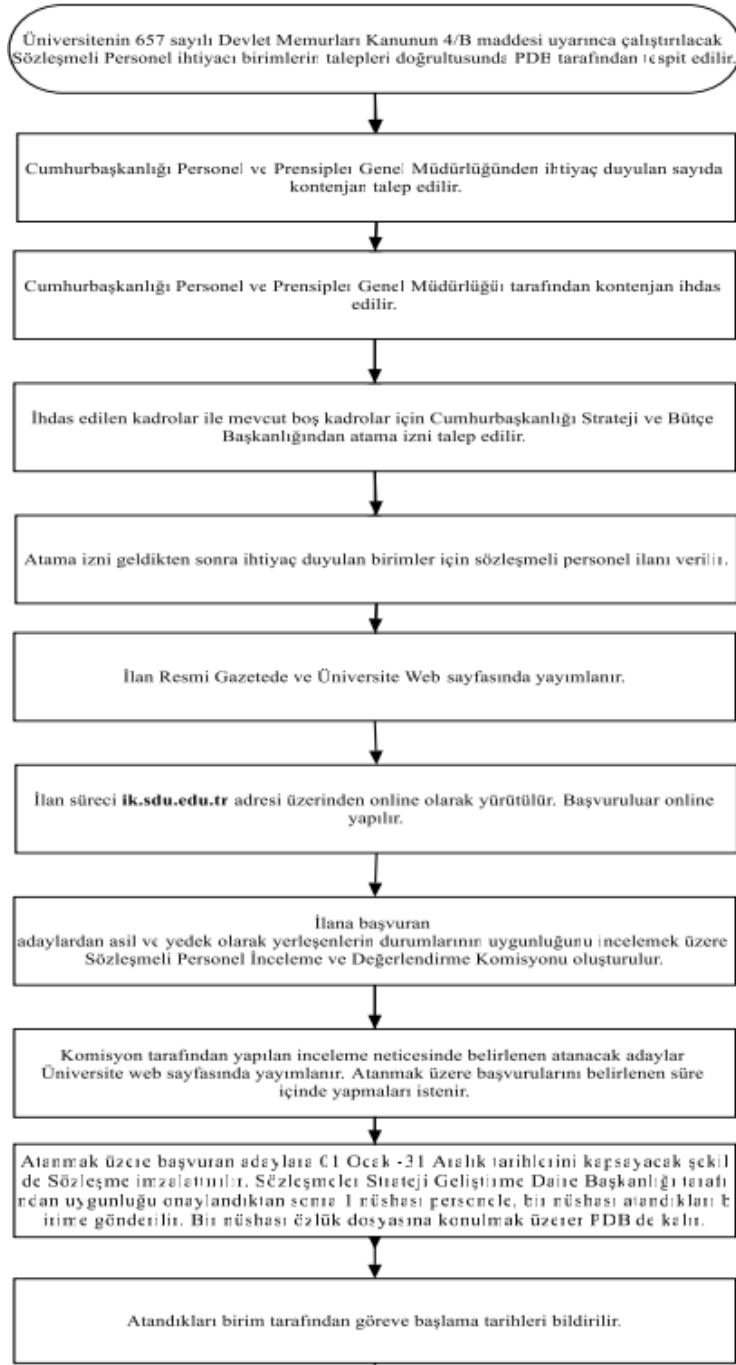 Üniversitenin 657 sayılı Devlet Memurları Kanunun 4/B maddesi uyarınca çalıştırılacak
Sözleşmeli Personel ihtiyacı birimlerin talepleri doğrultusunda PDB tarafından tespit edilir.
Cumhurbaşkanlığı Personel ve Prensipler Genel Müdürlüğünden ihtiyaç duyulan sayıda
kontenjan talep edilir.
Cumhurbaşkanlığı Personel ve Prensipler Genel Müdürlüğüı tarafından kontenjan ihdas
edilir.
İhdas edilen kadrolar ile mevcut boş kadrolar için Cumhurbaşkanlığı Strateji ve Bütçe
Başkanlığından atama izni talep edilir.
Atama izni geldikten sonra ihtiyaç duyulan birimler için sözleşmeli personel ilanı verilir.
İlan Resmi Gazetede ve Üniversite Web sayfasında yayımlanır.
İlan süreci ik.sdu.edu.tr adresi üzerinden online olarak yürütülür. Başvuruluar online
yapılır.
İlana başvuran
adaylardan asil ve yedek olarak yerleşenlerin durumlarının uygunluğunu incelemek üzere
Sözleşmeli Personel İnceleme ve Değerlendirme Komisyonu oluşturulur.
Komisyon tarafından yapılan inceleme neticesinde belirlenen atanacak adaylar
Üniversite web sayfasında yayımlanır. Atanmak üzere başvurularını belirlenen süre
içinde yapmaları istenir.
Atanmak üzere başvuran adaylara 01 Ocak -31 Aralık tarihlerini kapsayacak şekil
de Sözleşme imzalattırılır. Sözleşmeler Strateji Geliştirme Daire Başkanlığı tarafı
ndan uygunluğu onaylandıktan sonra 1 nüshası personele, bir nüshası atandıkları b
irime gönderilir. Bir nüshası özlük dosyasına konulmak üzerer PDB de kalır.
Atandıkları birim tarafından göreve başlama tarihleri bildirilir.